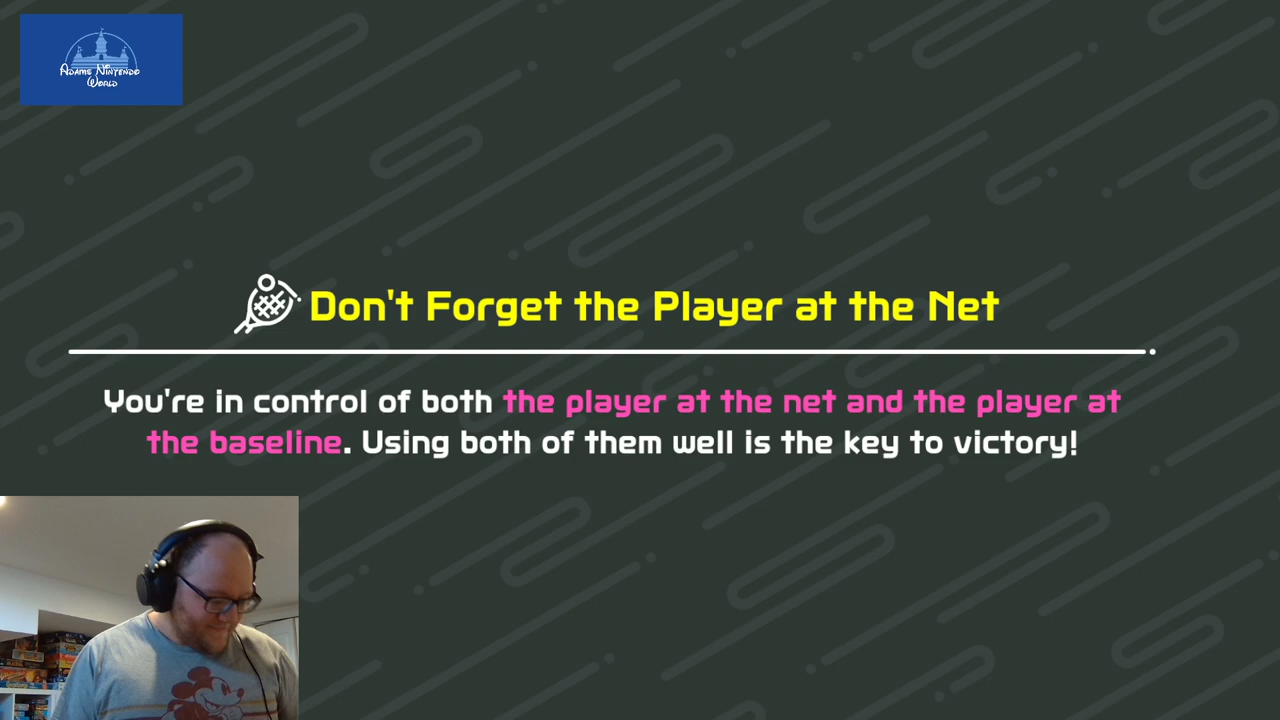 Adams Nintendo
World
Don't Forget the Player at the Net
You're in control of both the player at the net and the player at
the baseline. Using both of them well is the key to victory!